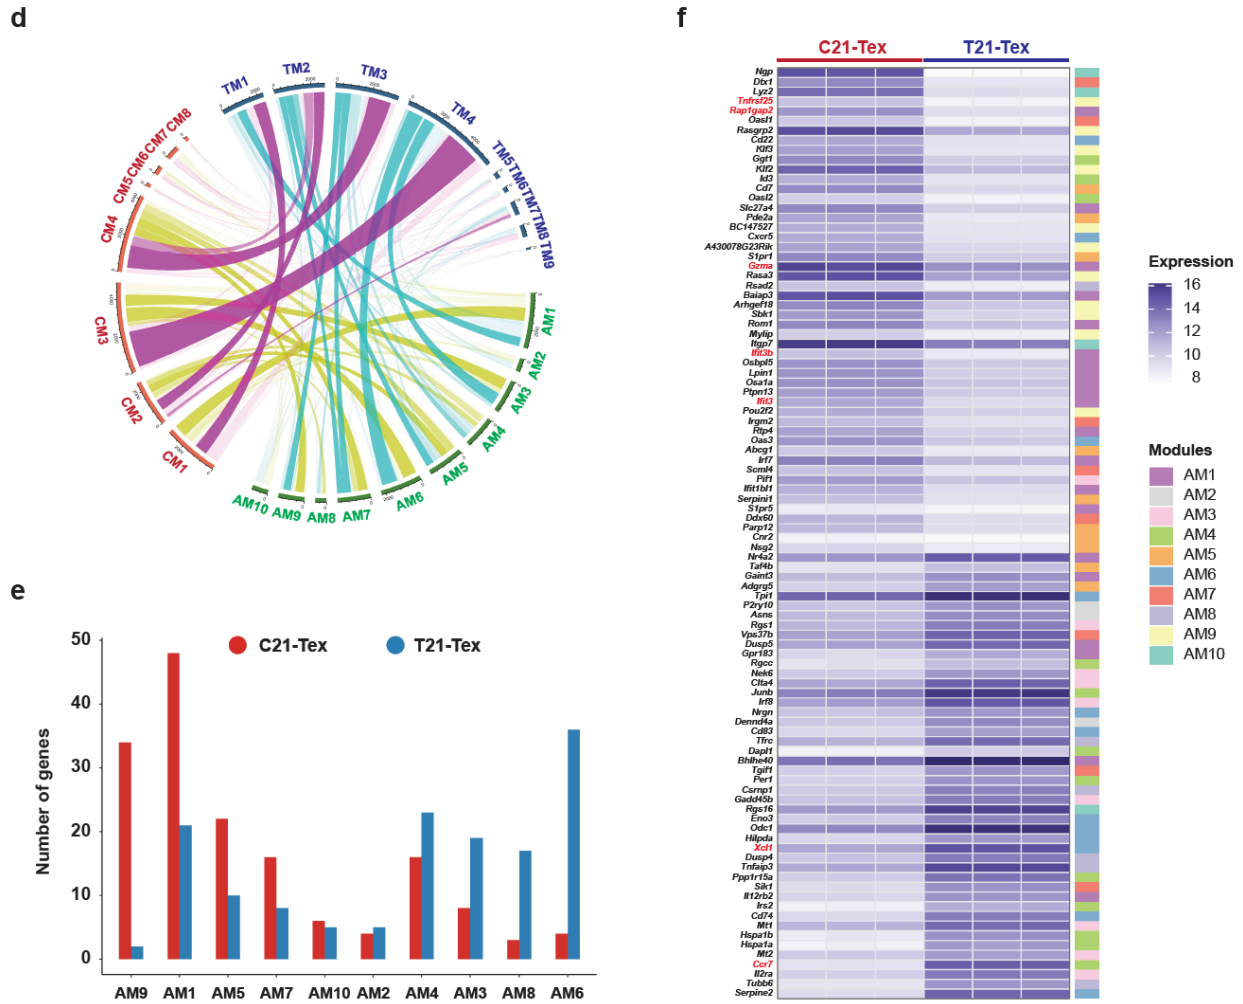 d
TM1
TM2
TM3
TM4
TM5
TM6
TM7
TM8
TM9
CM8
CM7
CM6
CM5
CM4
CM3
CM2
CM1
AM1
AM2
AM3
AM4
AM5
AM6
AM7
AM8
AM9
AM10
e
C21-Tex
T21-Tex
Number of genes
50
40
30
20
10
0
AM9 AM1 AM5 AM7 AM10 AM2 AM4 AM3 AM8 AM6
f
C21-Tex T21-Tex
Ngp
Dtx1
Lyz2
Tnfrsf25
Rap1gap2
Oasl1
Rasgrp2
Cd22
Klf3
Ggt1
Klf2
Id3
Cd7
Oasl2
Slc27a4
Pde2a
BC147527
Cxcr5
A430078G23Rik
S1pr1
Gzma
Rasa3
Rsad2
Baiap3
Arhgef18
Sbk1
Rom1
Mylip
Itgp7
Ifit3b
Osbpl5
Lpin1
Osa1a
Ptpn13
Ifit3
Pou2f2
Irgm2
Rtp4
Oas3
Abcg1
Irf7
Scml4
Pif1
Ifit1bl1
Serpini1
S1pr5
Ddx60
Parp12
Cnr2
Nsg2
Nr4a2
Taf4b
Gaint3
Adgrg5
Tpi1
P2ry10
Asns
Rgs1
Vps37b
Dusp5
Gpr183
Rgcc
Nek6
Clta4
Junb
Irf8
Nrgn
Dennd4a
Cd83
Tfrc
Dapl1
Bhlhe40
Tgif1
Per1
Csrnp1
Gadd45b
Rgs16
Eno3
Odc1
Hilpda
Xcl1
Dusp4
Tnfaip3
Ppp1r15a
Sik1
Il12rb2
Irs2
Cd74
Mt1
Hspa1b
Hspa1a
Mt2
Ccr7
Il2ra
Tubb6
Serpine2
Expression
16
14
12
10
8
Modules
AM1
AM2
AM3
AM4
AM5
AM6
AM7
AM8
AM9
AM10